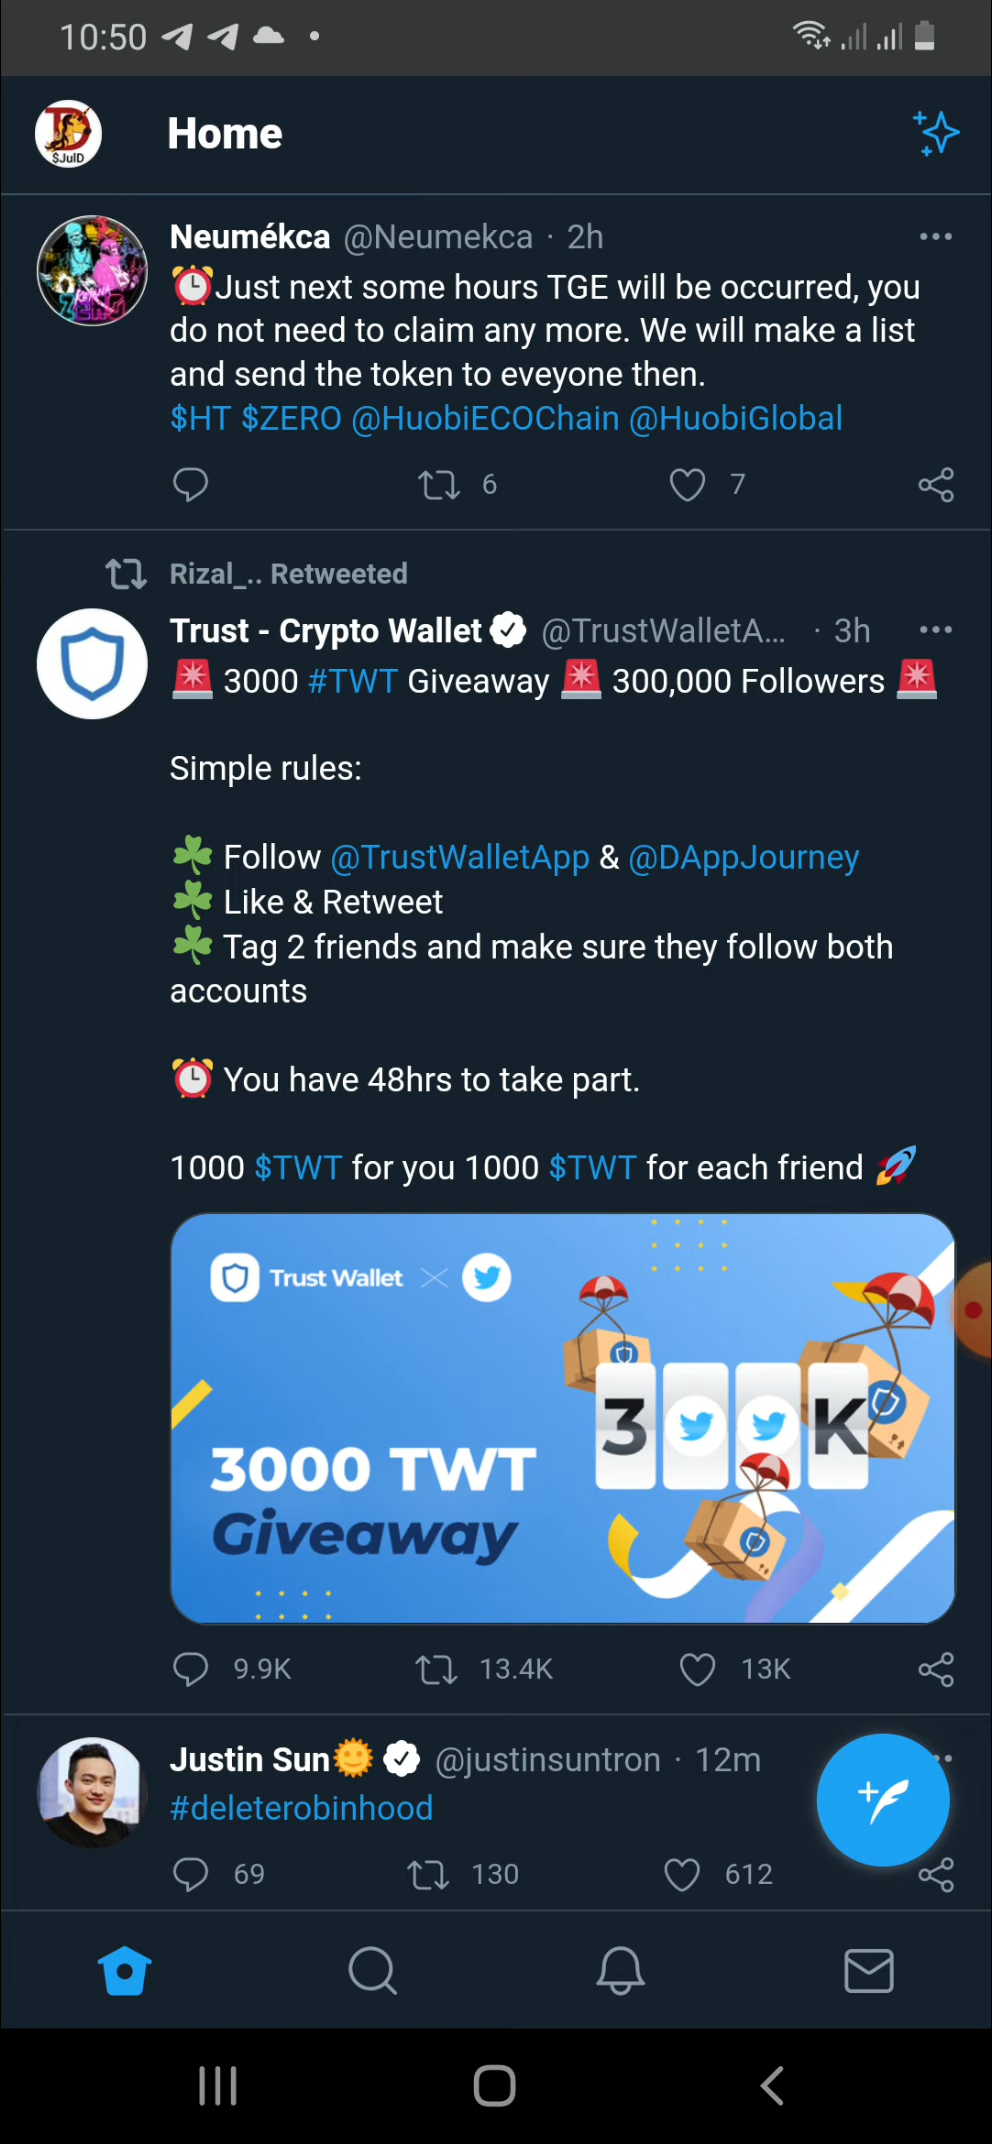 10:50
$JulD
Home
Neumékca @Neumekca · 2h
⏰Just next some hours TGE will be occurred, you
do not need to claim any more. We will make a list
and send the token to eveyone then.
$HT $ZERO @HuobiECOChain @HuobiGlobal
6 7
Rizal_.. Retweeted
Trust - Crypto Wallet @TrustWalletA... · 3h
🚨 3000 #TWT Giveaway 🚨 300,000 Followers 🚨
Simple rules:
☘️ Follow @TrustWalletApp & @DAppJourney
☘️ Like & Retweet
☘️ Tag 2 friends and make sure they follow both
accounts
⏰ You have 48hrs to take part.
1000 $TWT for you 1000 $TWT for each friend 🚀
Trust Wallet
3 K
3000 TWT
Giveaway
9.9K 13.4K 13K
Justin Sun🌞 @justinsuntron · 12m
#deleterobinhood
69 130 612